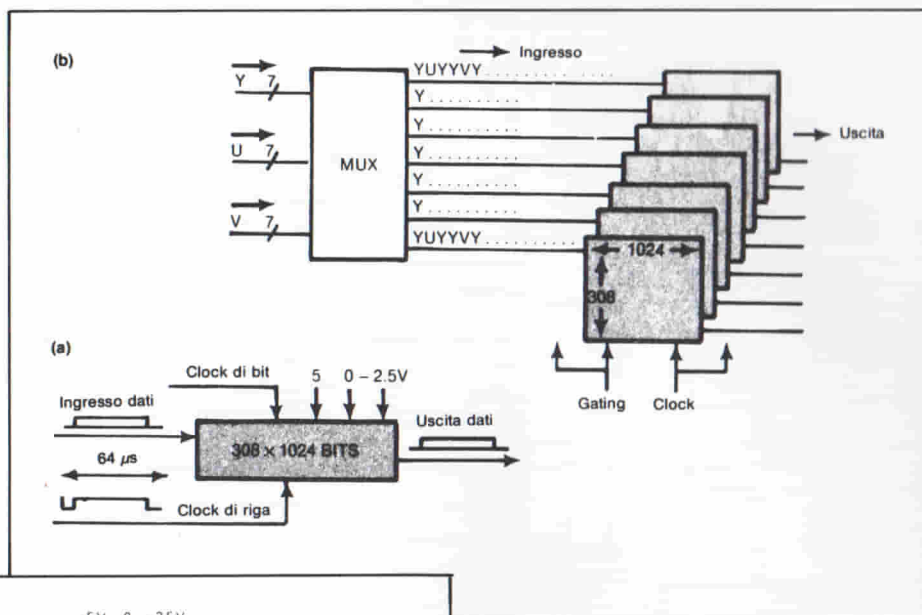 (b)
Ingresso
YUYYVY. . . . . . . . . . . . . .
Y 7
Y . . . . . . . . . .
Y . . . . . . . . . .
Uscita
U 7
MUX
Y . . . . . . . . . .
Y . . . . . . . . . .
V 7
Y . . . . . . . . . .
YUYYVY. . . . . . . . . .
1024
308
(a)
Clock di bit
5 0 – 2.5V
Ingresso dati
Uscita dati
Gating Clock
308 x 1024 BITS
64 µs
Clock di riga